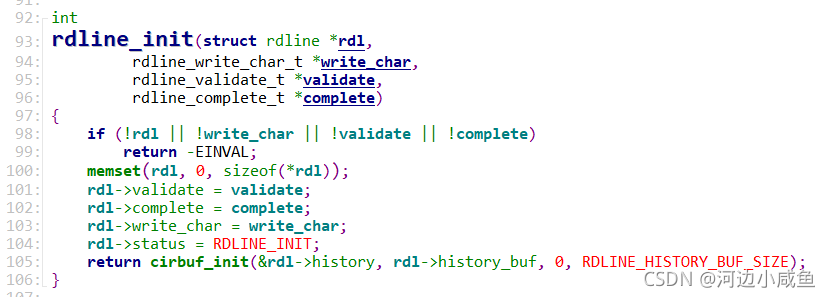 92: int
93: rdline_init(struct rdline *rdl,
94: rdline_write_char_t *write_char,
95: rdline_validate_t *validate,
96: rdline_complete_t *complete)
97: {
98: if (!rdl || !write_char || !validate || !complete)
99: return -EINVAL;
100: memset(rdl, 0, sizeof(*rdl));
101: rdl->validate = validate;
102: rdl->complete = complete;
103: rdl->write_char = write_char;
104: rdl->status = RDLINE_INIT;
105: return cirbuf_init(&rdl->history, rdl->history_buf, 0, RDLINE_HISTORY_BUF_SIZE);
106: }
CSDN @河边小咸鱼